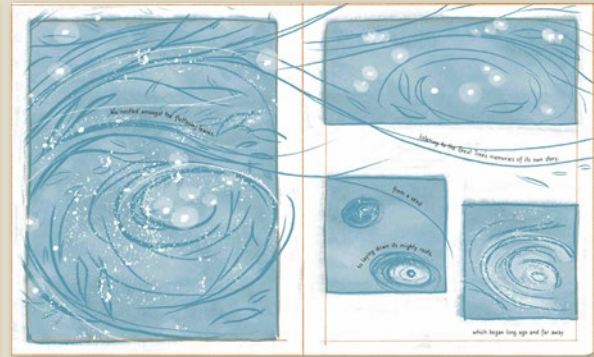 We nestled amongst the fluttering leaves,
listening to the Great Trees memories of its own story.
from a seed
to laying down its mighty roots,
which began long ago and far away